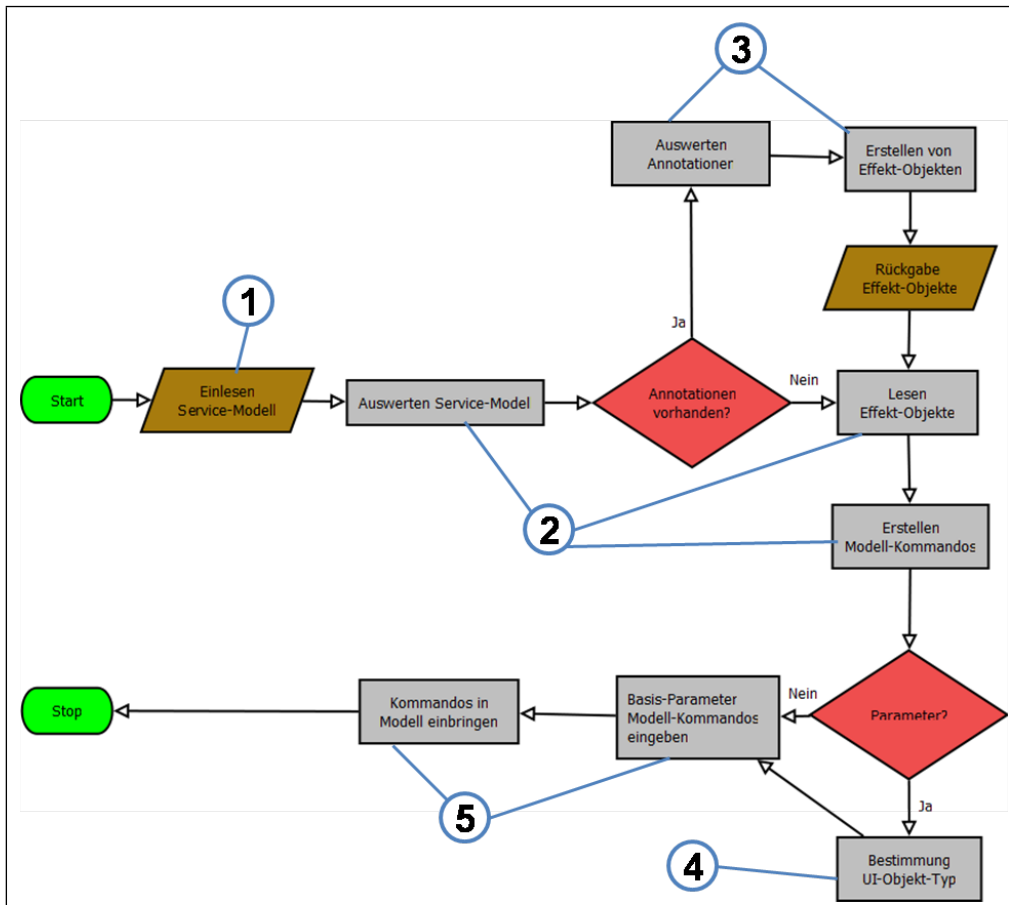 3
Auswerten
Annotationer
Erstellen von
Effekt-Objekten
Rückgabe
Effekt-Objekte
1
Ja
Start
Einlesen
Service-Modell
Auswerten Service-Model
Annotationen
vorhanden?
Nein
Lesen
Effekt-Objekte
2
Erstellen
Modell-Kommandos
Stop
Kommandos in
Modell einbringen
Basis-Parameter
Modell-Kommandos
eingeben
Nein
Parameter?
5
Ja
4
Bestimmung
UI-Objekt-Typ